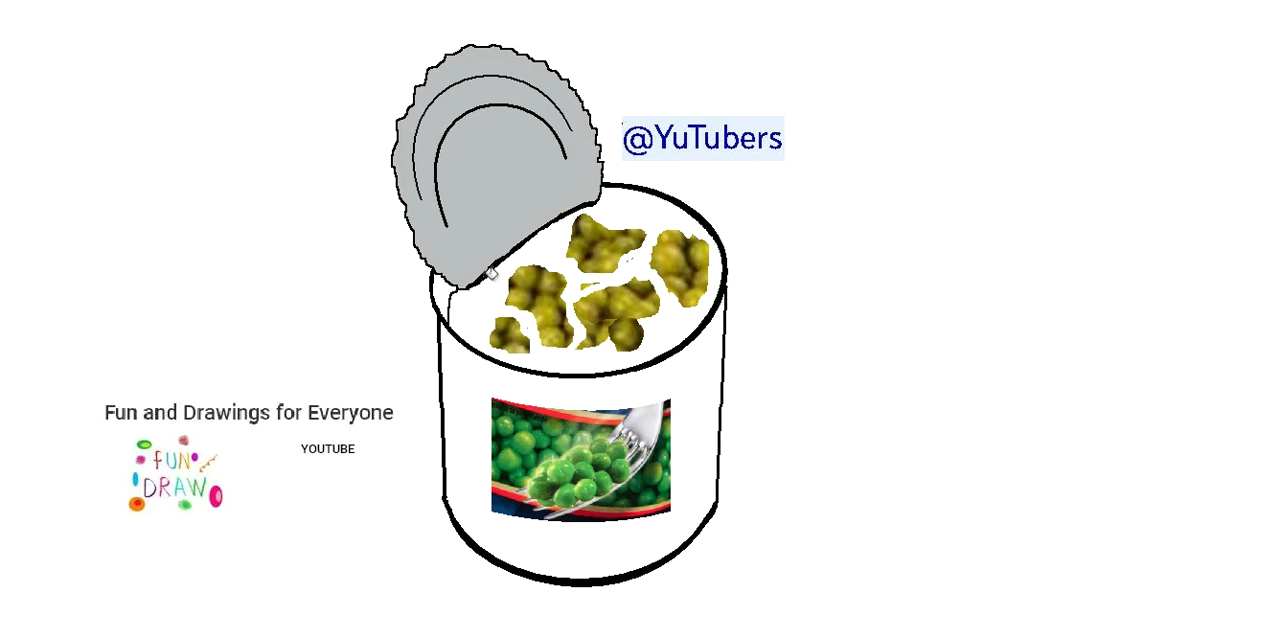 @YuTubers
Fun and Drawings for Everyone
YOUTUBE
FUN
DRAW